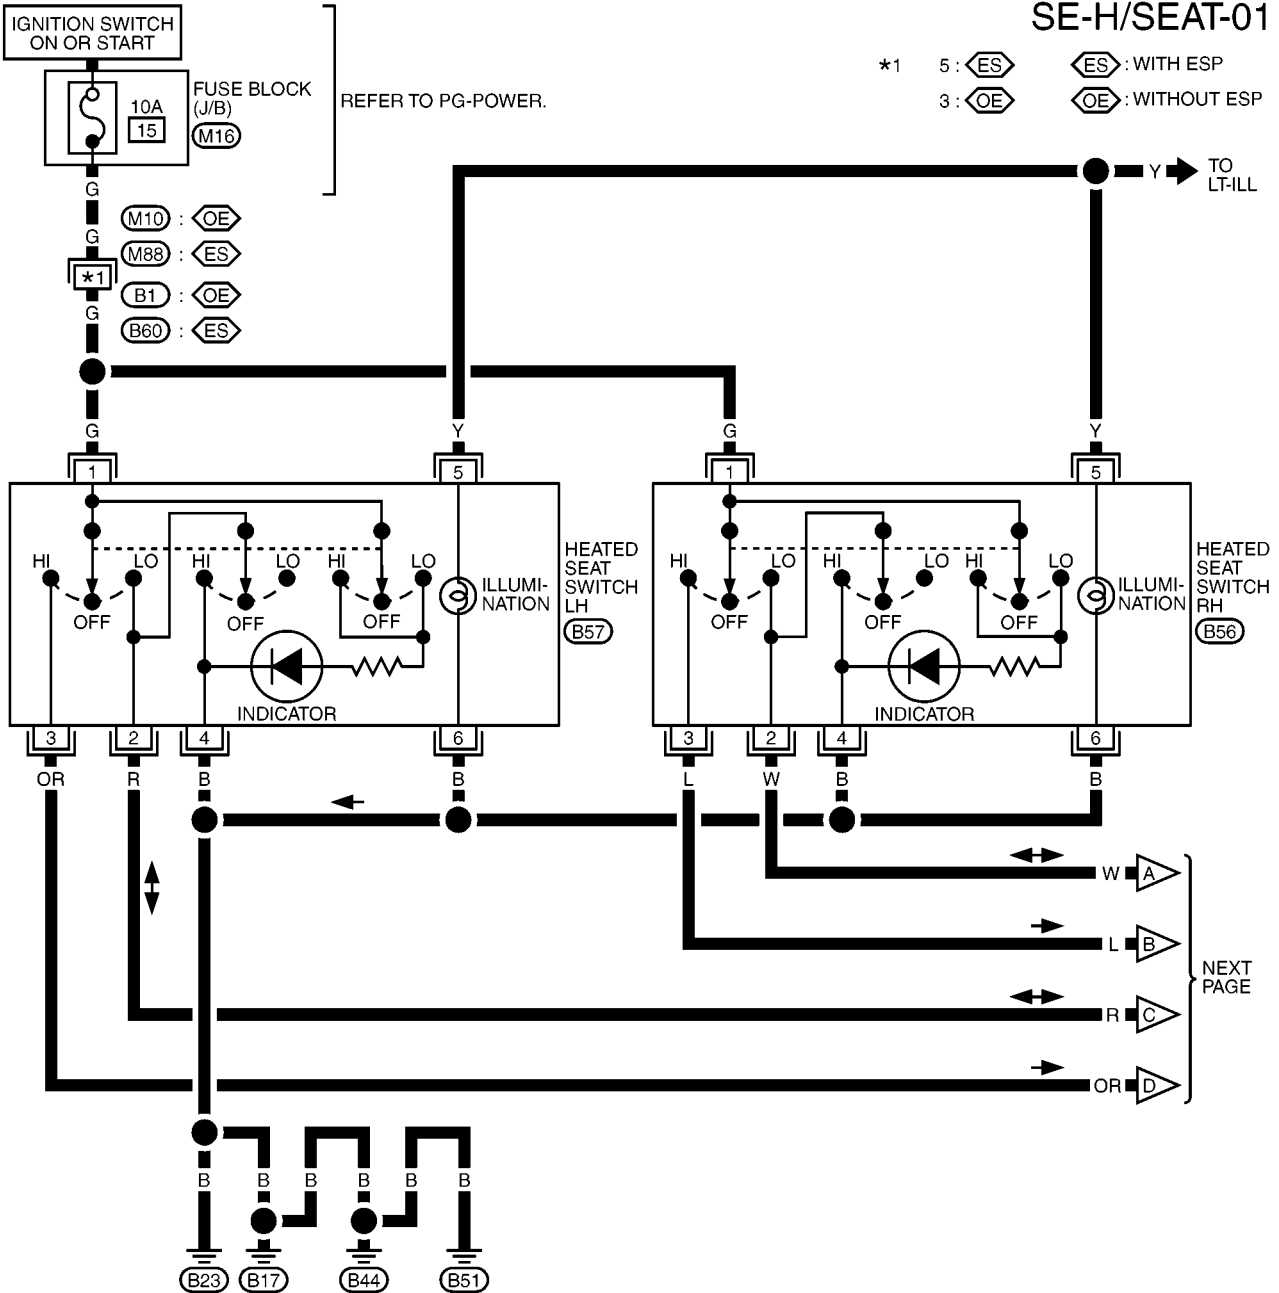 SE-H/SEAT-01
IGNITION SWITCH
ON OR START
FUSE BLOCK
(J/B)
M16
10A
15
REFER TO PG-POWER.
*1 5 : ES
3 : OE
ES : WITH ESP
OE : WITHOUT ESP
G
M10 : OE
G
M88 : ES
*1
B1 : OE
G
B60 : ES
Y
TO
LT-ILL
G
Y
G
Y
1
5
1
5
HI
LO
HI
LO
HI
LO
OFF
OFF
OFF
ILLUMI-
NATION
INDICATOR
HEATED
SEAT
SWITCH
LH
B57
HI
LO
HI
LO
HI
LO
OFF
OFF
OFF
ILLUMI-
NATION
INDICATOR
HEATED
SEAT
SWITCH
RH
B56
3
2
4
6
3
2
4
6
OR
R
B
B
L
W
B
B
W A
L B
R C
OR D
NEXT
PAGE
B
B
B
B
B
B
B23
B17
B44
B51